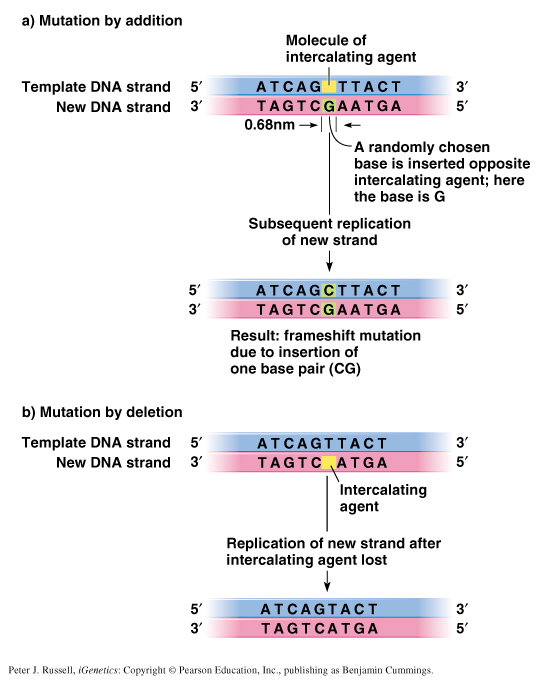 a) Mutation by addition
Molecule of
intercalating agent
Template DNA strand 5′ ATCAG TTACT 3′
New DNA strand 3′ TAGTCGAATGA 5′
0.68nm
A randomly chosen
base is inserted opposite
intercalating agent; here
the base is G
Subsequent replication
of new strand
5′ ATCAGCTTACT 3′
3′ TAGTCGAATGA 5′
Result: frameshift mutation
due to insertion of
one base pair (CG)
b) Mutation by deletion
Template DNA strand 5′ ATCAGTTACT 3′
New DNA strand 3′ TAGTC ATGA 5′
Intercalating
agent
Replication of new strand after
intercalating agent lost
5′ ATCAGTACT 3′
3′ TAGTCATGA 5′
Peter J. Russell, iGenetics: Copyright © Pearson Education, Inc., publishing as Benjamin Cummings.